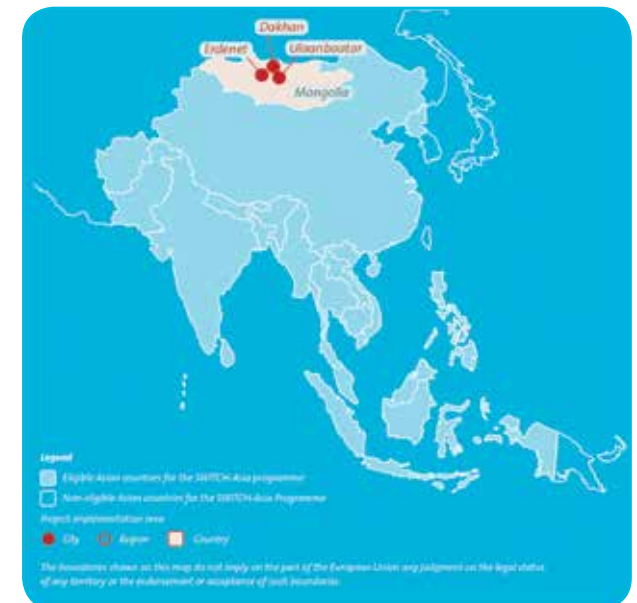 Dakhan
Erdenet
Ulaanbaatar
Mongolia
Legend
Eligible Asian countries for the SWITCH-Asia programme
Non-eligible Asian countries for the SWITCH-Asia Programme
Project implementation area
City
Region
Country
The boundaries shown on this map do not imply on the part of the European Union any judgment on the legal status
of any territory or the endorsement or acceptance of such boundaries.